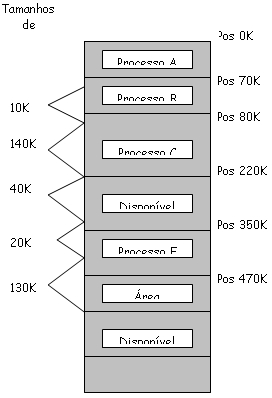 Tamanhos
de
Pos 0K
Processo A
Pos 70K
Processo B
10K
Pos 80K
140K
Processo C
Pos 220K
40K
Disponível
Pos 350K
20K
Processo E
Pos 470K
130K
Área
Disponível